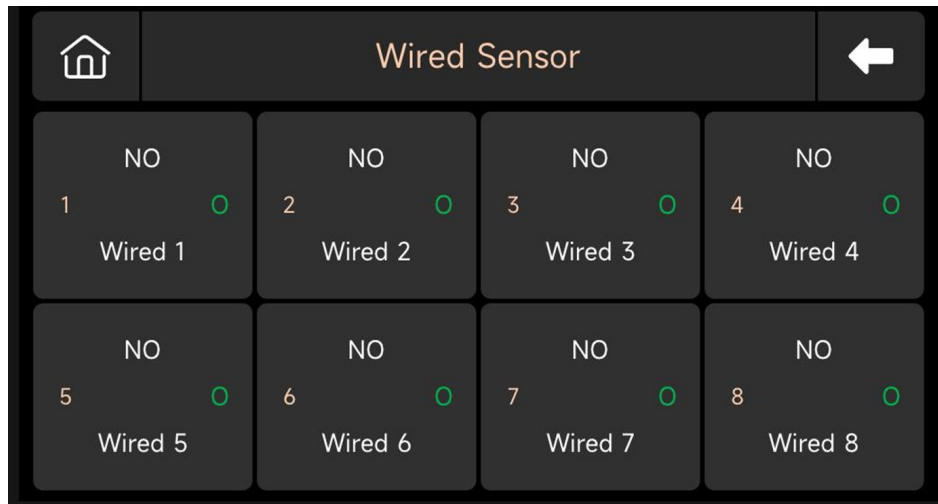 Wired Sensor
NO NO NO NO
1 O 2 O 3 O 4 O
Wired 1 Wired 2 Wired 3 Wired 4
NO NO NO NO
5 O 6 O 7 O 8 O
Wired 5 Wired 6 Wired 7 Wired 8